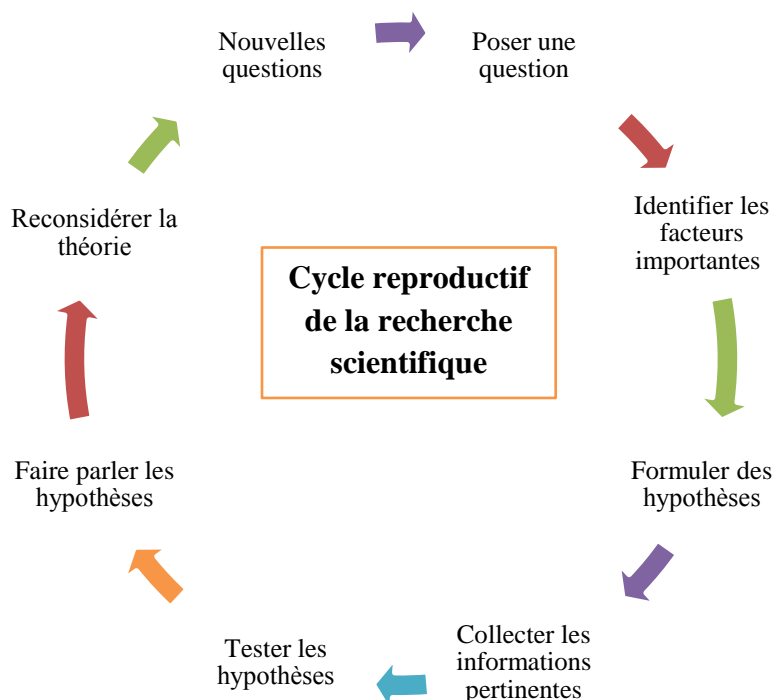 Nouvelles
questions
Poser une
question
Identifier les
facteurs
importantes
Formuler des
hypothèses
Collecter les
informations
pertinentes
Tester les
hypothèses
Faire parler les
hypothèses
Reconsidérer la
théorie
Cycle reproductif
de la recherche
scientifique